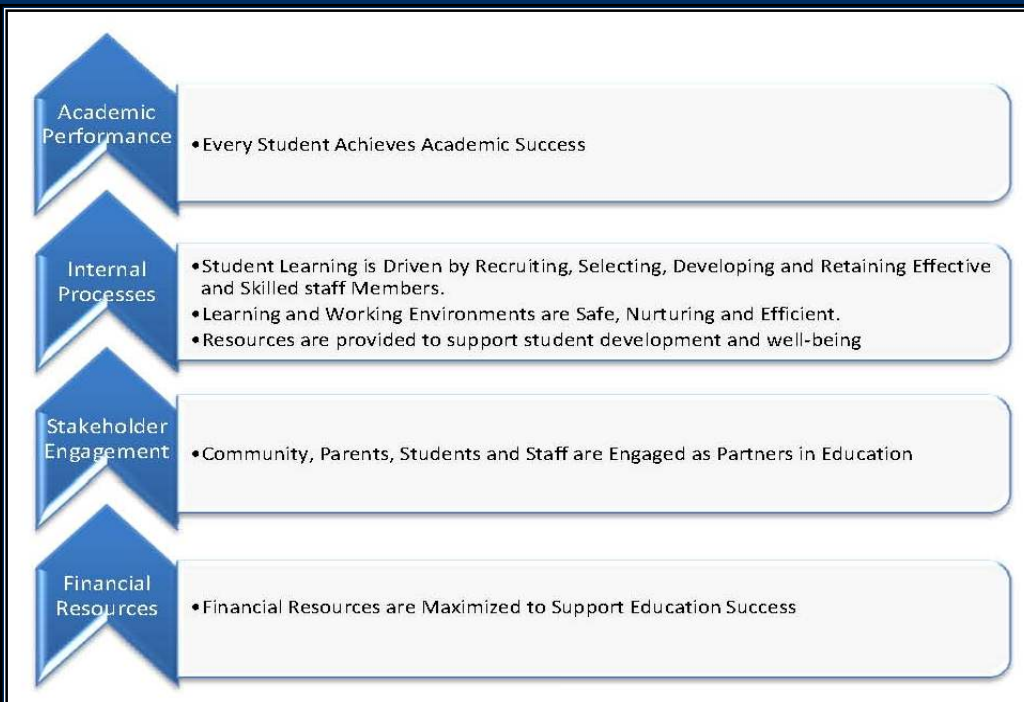 Academic
Performance
•Every Student Achieves Academic Success
Internal
Processes
•Student Learning is Driven by Recruiting, Selecting, Developing and Retaining Effective
and Skilled staff Members.
•Learning and Working Environments are Safe, Nurturing and Efficient.
•Resources are provided to support student development and well-being
Stakeholder
Engagement
•Community, Parents, Students and Staff are Engaged as Partners in Education
Financial
Resources
•Financial Resources are Maximized to Support Education Success